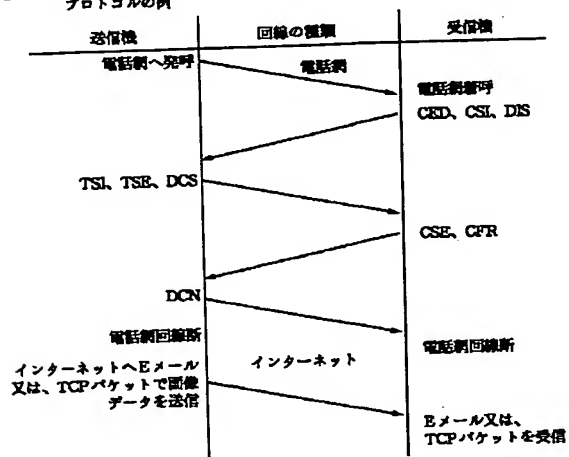 プロトコルの例
送信機
回線の種類
受信機
電話網へ発呼
電話網
電話網着呼
CED、CSI、DIS
TSI、TSE、DCS
CSE、CFR
DCN
電話網回線断
電話網回線断
インターネットへEメール
又は、TCPパケットで画像
データを送信
インターネット
Eメール又は、
TCPパケットを受信